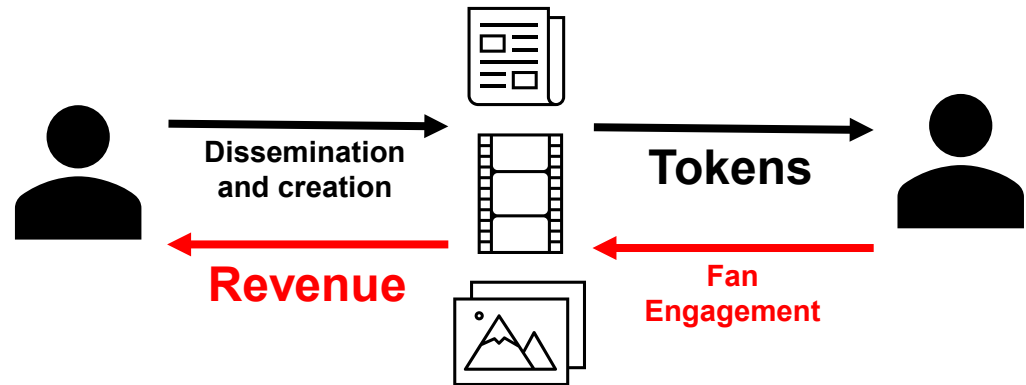 Dissemination
and creation
Tokens
Revenue
Fan
Engagement